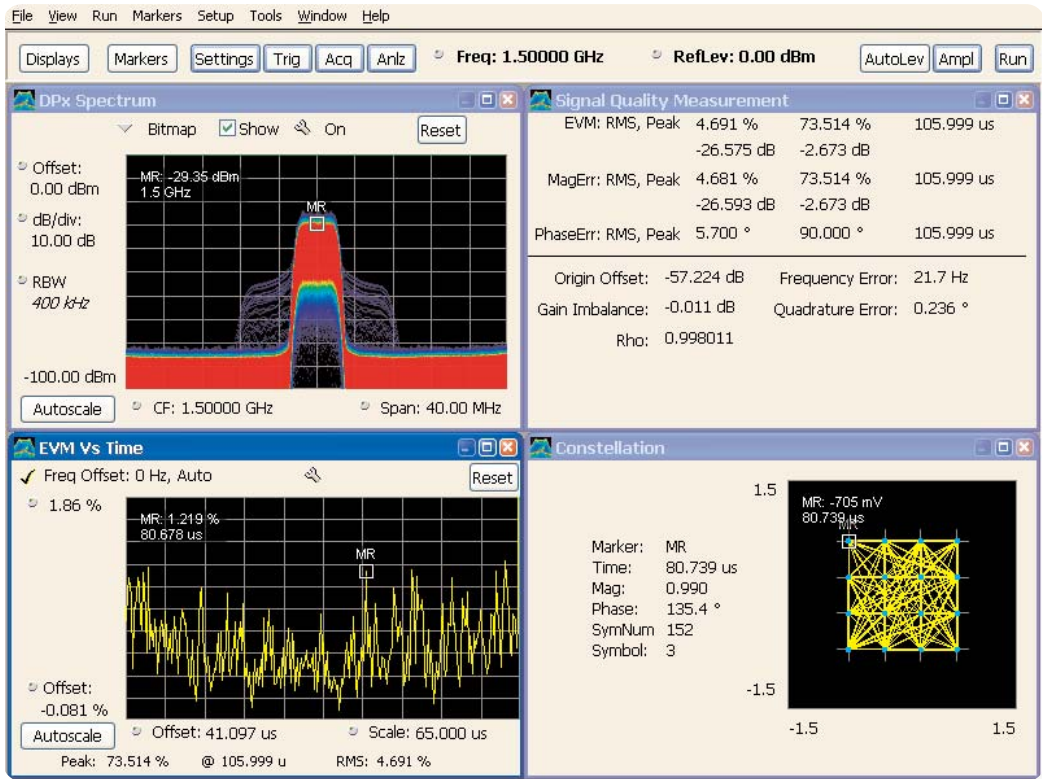 File View Run Markers Setup Tools Window Help
Displays Markers Settings Trig Acq Anlz Freq: 1.50000 GHz RefLev: 0.00 dBm AutoLev Ampl Run
DPx Spectrum
Bitmap Show On Reset
Offset:
0.00 dBm
dB/div:
10.00 dB
RBW
400 kHz
-100.00 dBm
MR: -29.35 dBm
1.5 GHz
MR
Autoscale CF: 1.50000 GHz Span: 40.00 MHz
Signal Quality Measurement
EVM: RMS, Peak 4.691 % 73.514 % 105.999 us
-26.575 dB -2.673 dB
MagErr: RMS, Peak 4.681 % 73.514 % 105.999 us
-26.593 dB -2.673 dB
PhaseErr: RMS, Peak 5.700 ° 90.000 ° 105.999 us
Origin Offset: -57.224 dB Frequency Error: 21.7 Hz
Gain Imbalance: -0.011 dB Quadrature Error: 0.236 °
Rho: 0.998011
EVM Vs Time
Freq Offset: 0 Hz, Auto Reset
1.86 %
MR: 1.219 %
80.678 us
MR
Offset:
-0.081 %
Autoscale Offset: 41.097 us Scale: 65.000 us
Peak: 73.514 % @ 105.999 u RMS: 4.691 %
Constellation
1.5
MR: -705 mV
80.739 us
MR
Marker: MR
Time: 80.739 us
Mag: 0.990
Phase: 135.4 °
SymNum 152
Symbol: 3
-1.5
-1.5 1.5